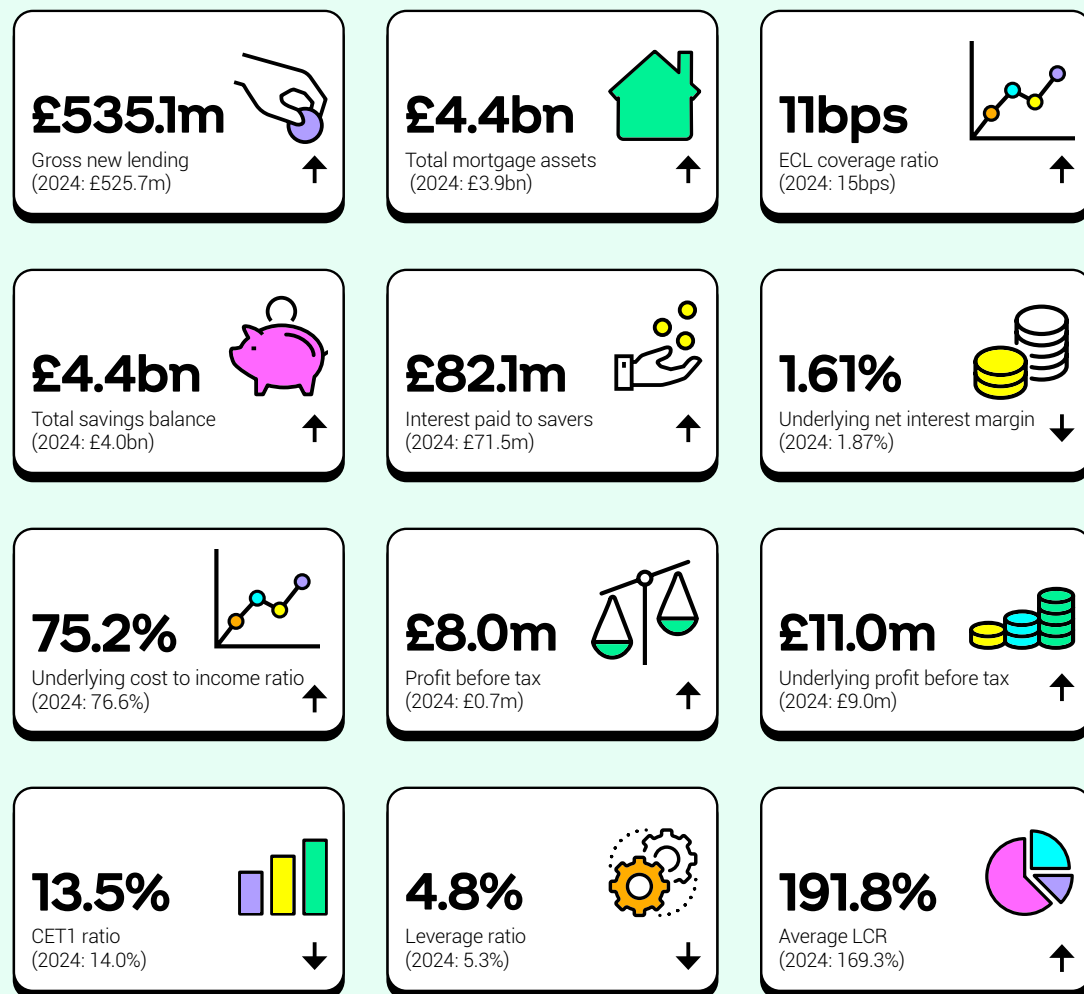 £535.1m
Gross new lending
(2024: £525.7m)
£4.4bn
Total mortgage assets
(2024: £3.9bn)
11bps
ECL coverage ratio
(2024: 15bps)
£4.4bn
Total savings balance
(2024: £4.0bn)
£82.1m
Interest paid to savers
(2024: £71.5m)
1.61%
Underlying net interest margin
(2024: 1.87%)
75.2%
Underlying cost to income ratio
(2024: 76.6%)
£8.0m
Profit before tax
(2024: £0.7m)
£11.0m
Underlying profit before tax
(2024: £9.0m)
13.5%
CET1 ratio
(2024: 14.0%)
4.8%
Leverage ratio
(2024: 5.3%)
191.8%
Average LCR
(2024: 169.3%)